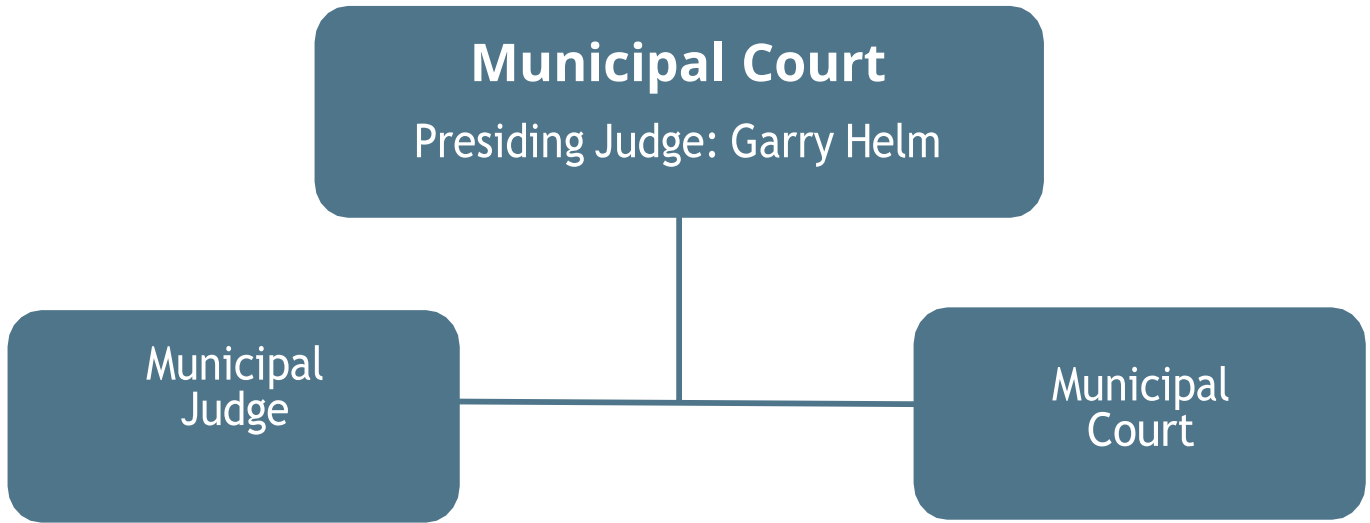 Municipal Court
Presiding Judge: Garry Helm
Municipal
Judge
Municipal
Court